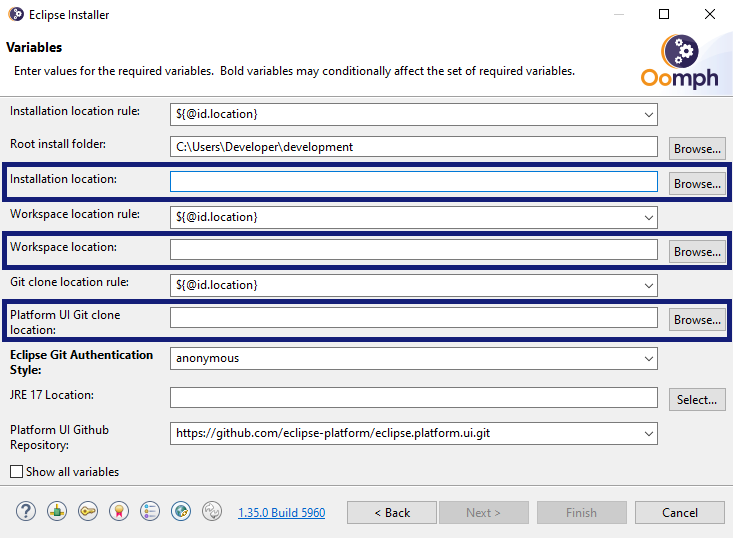 Eclipse Installer
Variables
Enter values for the required variables. Bold variables may conditionally affect the set of required variables.
Oomph
Installation location rule:
${@id.location}
Root install folder:
C:\Users\Developer\development
Browse...
Installation location:
Browse...
Workspace location rule:
${@id.location}
Workspace location:
Browse...
Git clone location rule:
${@id.location}
Platform UI Git clone
location:
Browse...
Eclipse Git Authentication
Style:
anonymous
JRE 17 Location:
Select...
Platform UI Github
Repository:
https://github.com/eclipse-platform/eclipse.platform.ui.git
Show all variables
?
1.35.0 Build 5960
< Back
Next >
Finish
Cancel